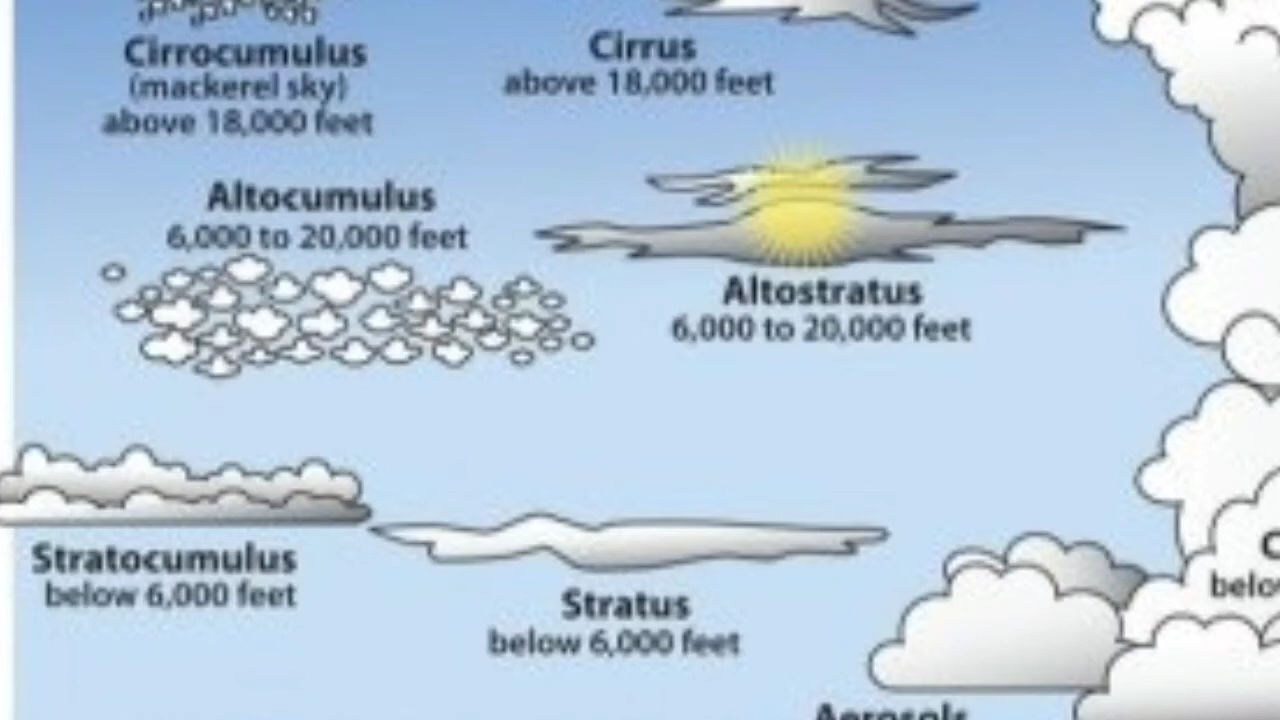 Cirrocumulus
(mackerel sky)
above 18,000 feet
Cirrus
above 18,000 feet
Altocumulus
6,000 to 20,000 feet
Altostratus
6,000 to 20,000 feet
Stratocumulus
below 6,000 feet
Stratus
below 6,000 feet
Aerosols